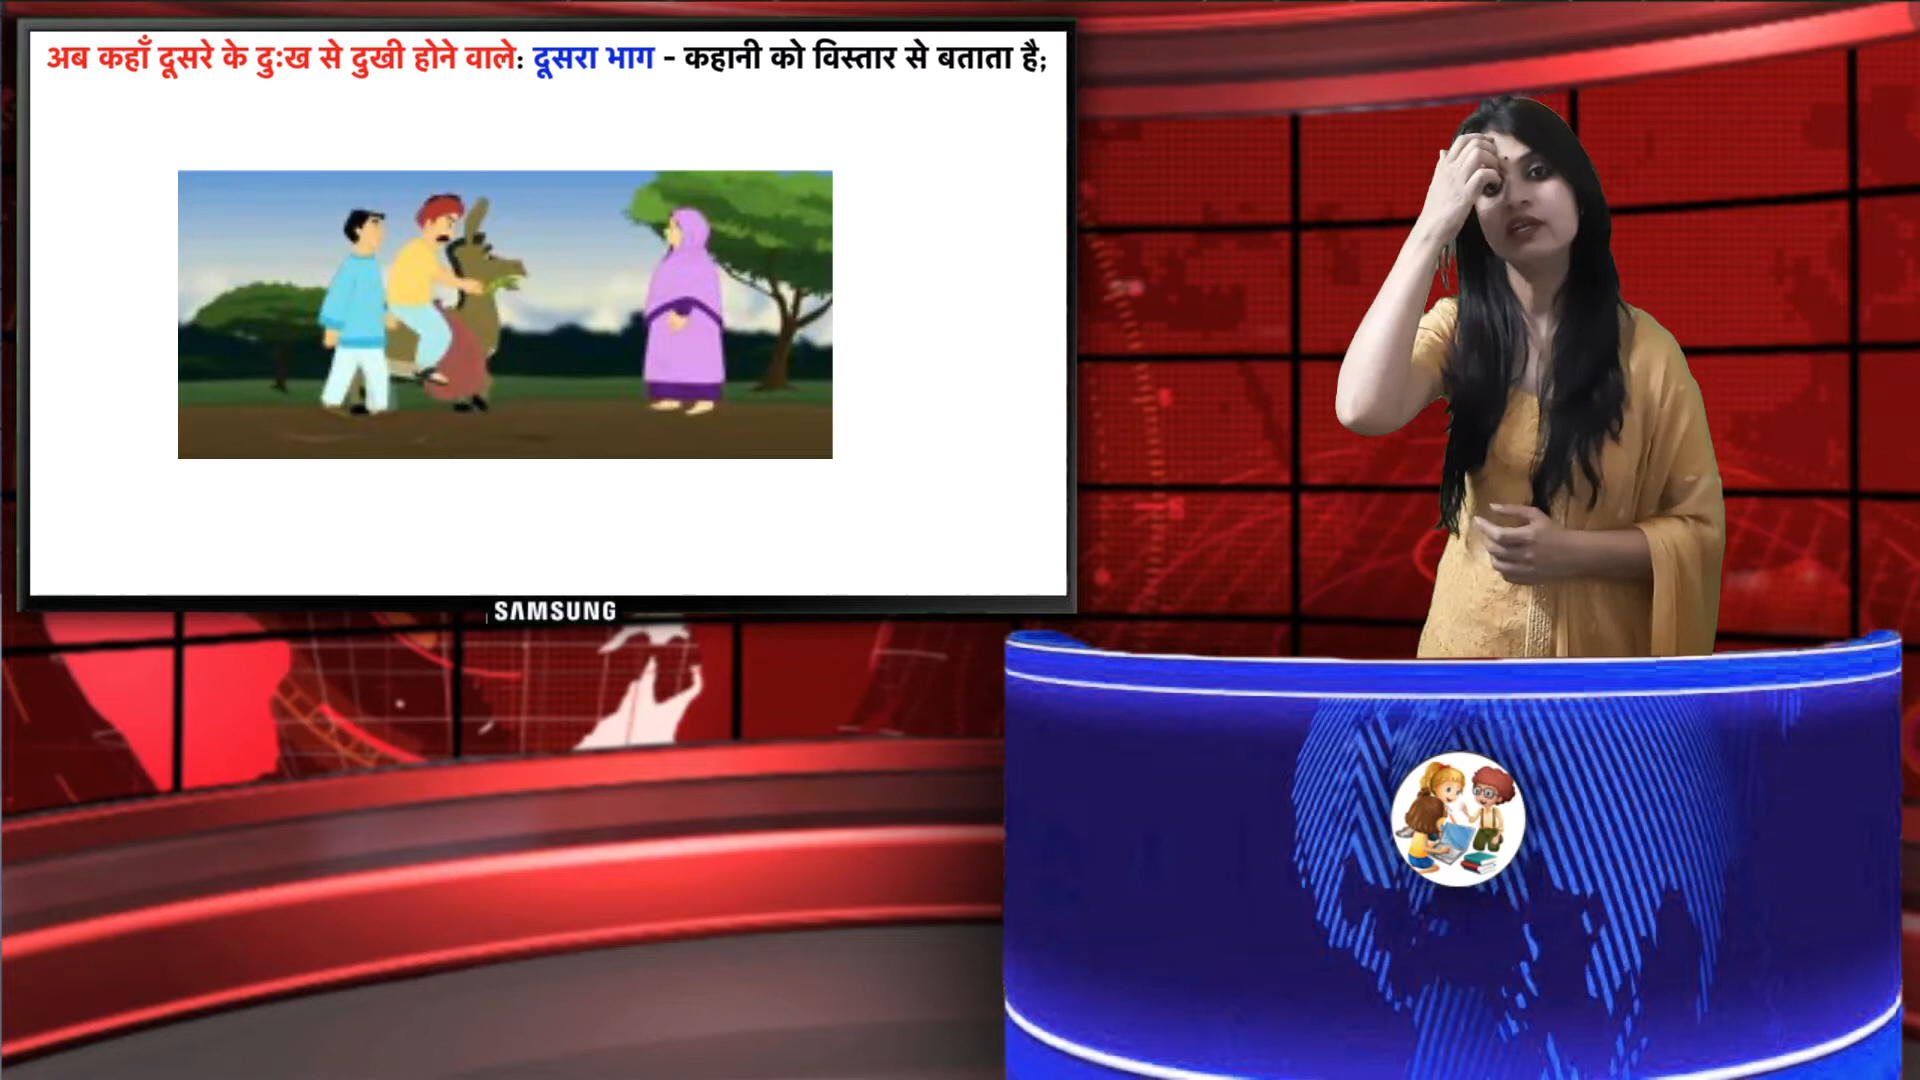 अब कहाँ दूसरे के दुःख से दुखी होने वाले: दूसरा भाग - कहानी को विस्तार से बताता है;
SAMSUNG